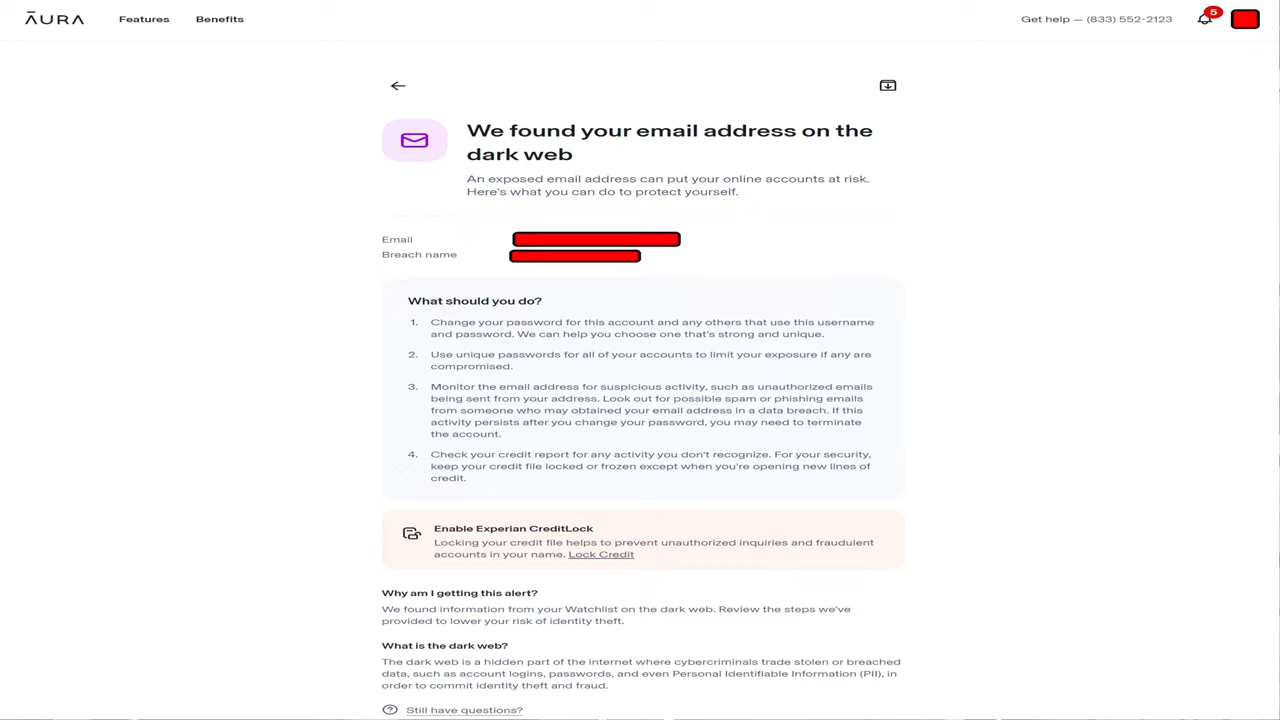 ĀURA Features Benefits Get help — (833) 552-2123 5
We found your email address on the
dark web
An exposed email address can put your online accounts at risk.
Here's what you can do to protect yourself.
Email
Breach name
What should you do?
1. Change your password for this account and any others that use this username
and password. We can help you choose one that's strong and unique.
2. Use unique passwords for all of your accounts to limit your exposure if any are
compromised.
3. Monitor the email address for suspicious activity, such as unauthorized emails
being sent from your address. Look out for possible spam or phishing emails
from someone who may obtained your email address in a data breach. If this
activity persists after you change your password, you may need to terminate
the account.
4. Check your credit report for any activity you don't recognize. For your security,
keep your credit file locked or frozen except when you're opening new lines of
credit.
Enable Experian CreditLock
Locking your credit file helps to prevent unauthorized inquiries and fraudulent
accounts in your name. Lock Credit
Why am I getting this alert?
We found information from your Watchlist on the dark web. Review the steps we've
provided to lower your risk of identity theft.
What is the dark web?
The dark web is a hidden part of the internet where cybercriminals trade stolen or breached
data, such as account logins, passwords, and even Personal Identifiable Information (PII), in
order to commit identity theft and fraud.
Still have questions?